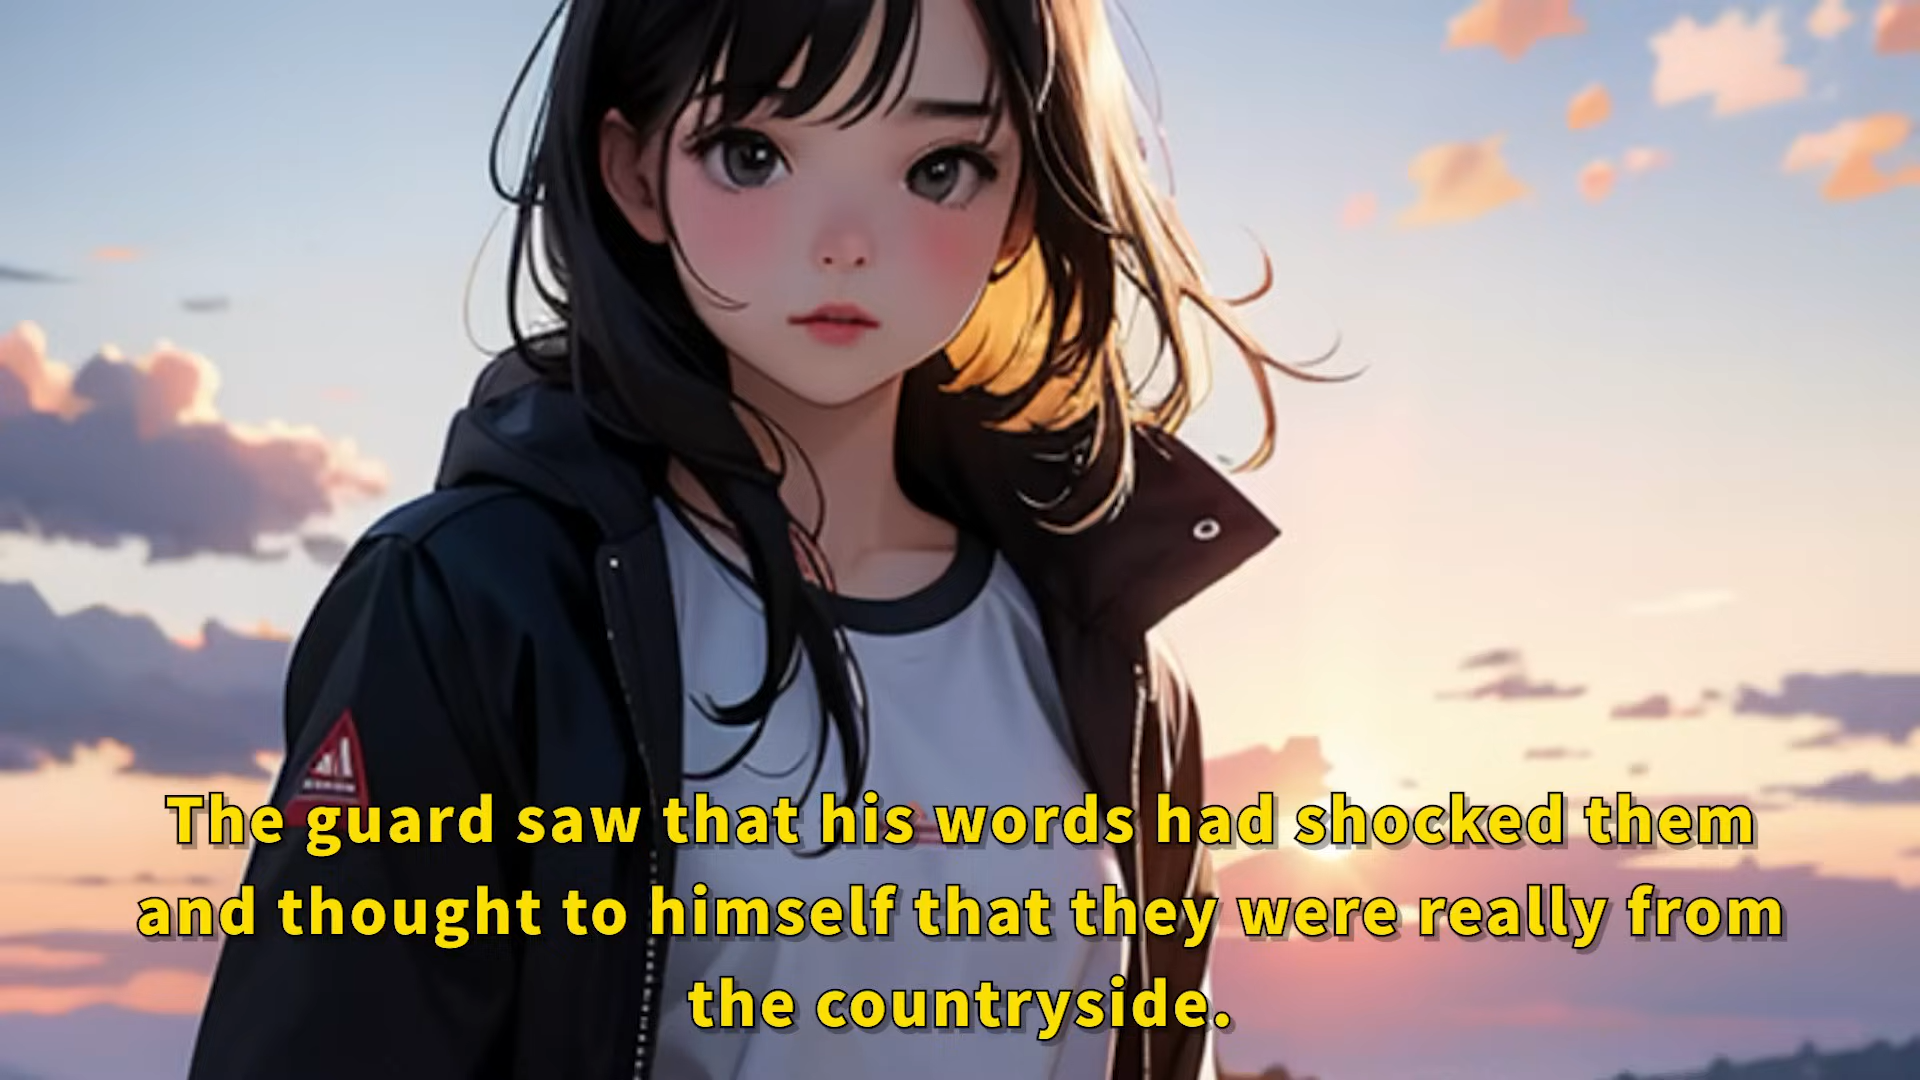 The guard saw that his words had shocked them
and thought to himself that they were really from
the countryside.